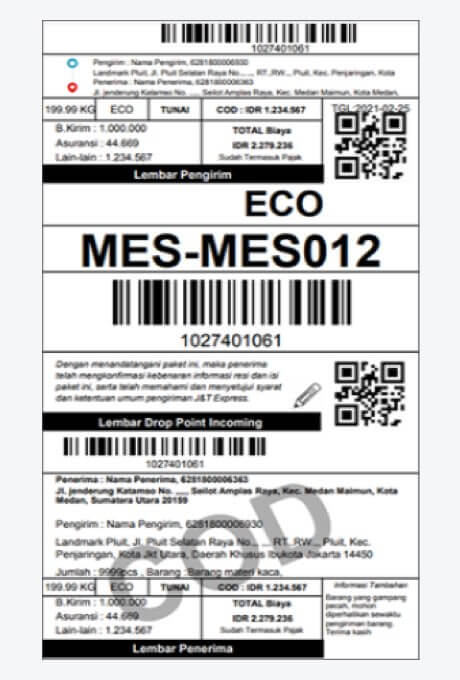 1027401061
Pengirim : Nama Pengirim, 6281800006930
Landmark Pluit, Jl. Pluit Selatan Raya No..., ... RT.,RW.., Pluit, Kec. Penjaringan, Kota
Penerima : Nama Penerima, 6281800006363
Jl. jenderung Katamso No. ...., Seilot Amplas Raya, Kec. Medan Maimun, Kota Medan,
199.99 KG ECO TUNAI COD : IDR 1.234.567 TGL :2021-02-25
B.Kirim : 1.000.000
Asuransi : 44.669
Lain-lain : 1.234.567
TOTAL Biaya
IDR 2.279.236
Sudah Termasuk Pajak
Lembar Pengirim
ECO
MES-MES012
1027401061
Dengan menandatangani paket ini, maka penerima
telah mengkonfirmasi kebenaran informasi resi dan isi
paket ini, serta telah memahami dan menyetujui syarat
dan ketentuan umum pengiriman J&T Express.
Lembar Drop Point Incoming
1027401061
Penerima : Nama Penerima, 6281800006363
Jl. jenderung Katamso No. ...., Seilot Amplas Raya, Kec. Medan Maimun, Kota
Medan, Sumatera Utara 20159
Pengirim : Nama Pengirim, 6281800006930
Landmark Pluit, Jl. Pluit Selatan Raya No..., ... RT.,RW.., Pluit, Kec.
Penjaringan, Kota Jkt Utara, Daerah Khusus Ibukota Jakarta 14450
Jumlah : 9999pcs , Barang :Barang materi kaca,
COD
199.99 KG ECO TUNAI COD : IDR 1.234.567
B.Kirim : 1.000.000
Asuransi : 44.669
Lain-lain : 1.234.567
TOTAL Biaya
IDR 2.279.236
Sudah Termasuk Pajak
Informasi Tambahan
Barang yang gampang
pecah, mohon
diperhatikan sewaktu
pengiriman barang.
Terima kasih
Lembar Penerima